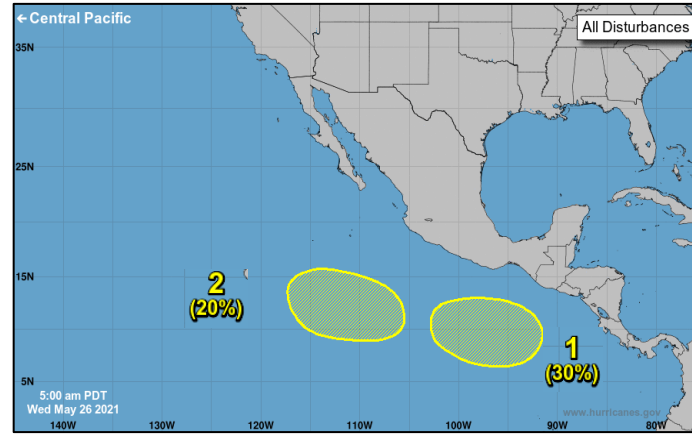 ← Central Pacific
All Disturbances
35N
25N
15N
5N
2
(20%)
1
(30%)
5:00 am PDT
Wed May 26 2021
www.hurricanes.gov
140W
130W
120W
110W
100W
90W
80W